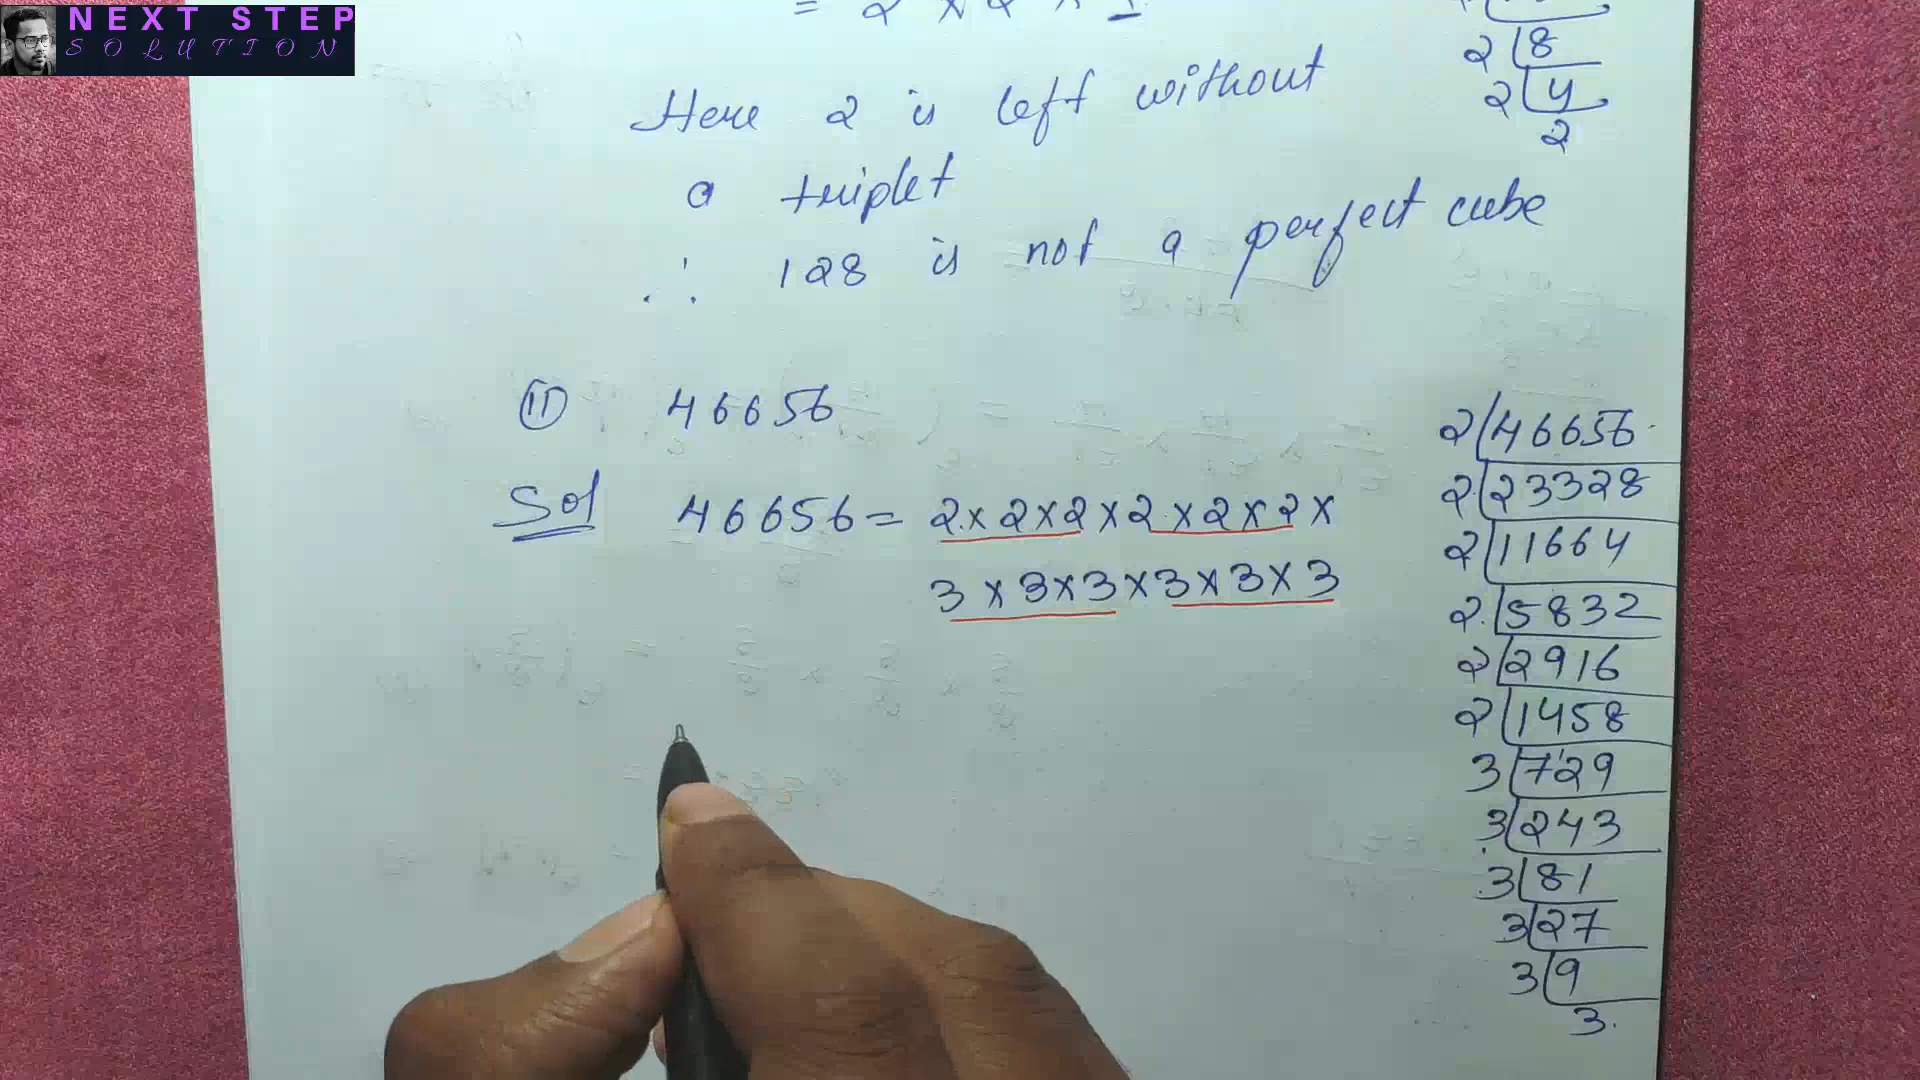 NEXT STEP
SOLUTION
Here 2 is left without
a triplet
∴ 128 is not a perfect cube
2 8
2 4
2
(ii) 46656
Sol 46656 = 2 × 2 × 2 × 2 × 2 × 2 ×
3 × 3 × 3 × 3 × 3 × 3
2 46656
2 23328
2 11664
2 5832
2 2916
2 1458
3 729
3 243
3 81
3 27
3 9
3